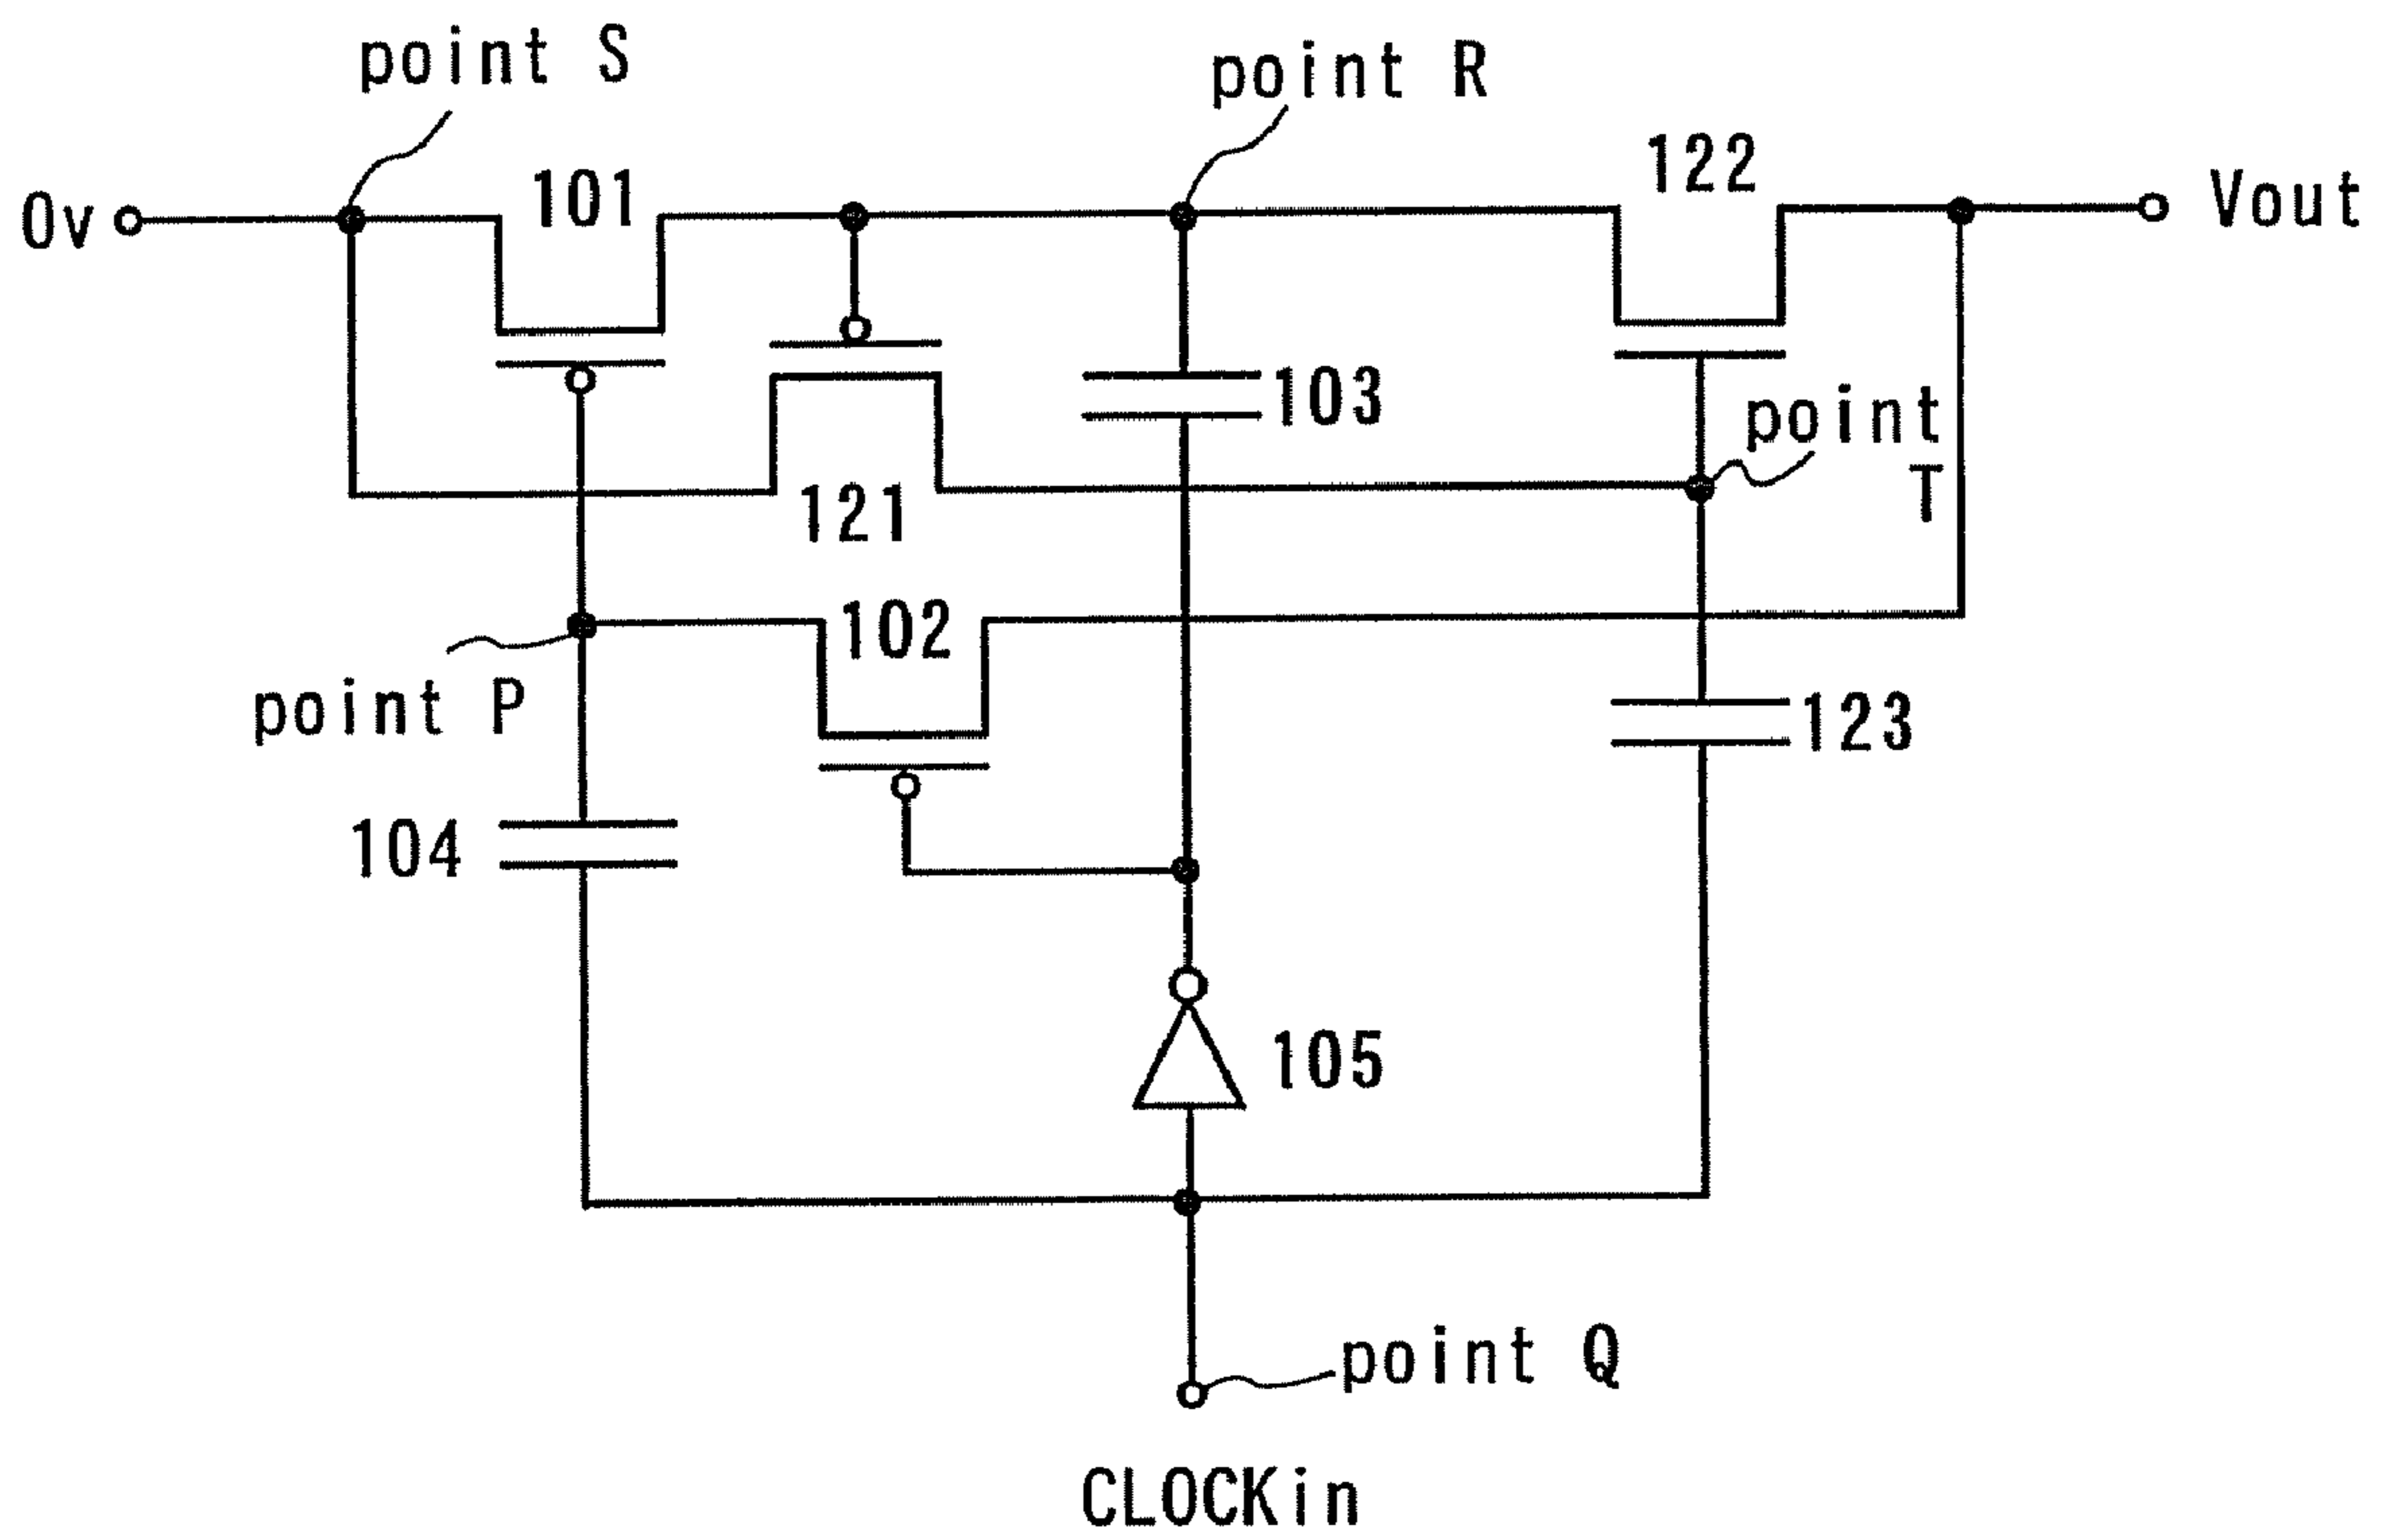 point S
point R
122
101
0v
Vout
103
point
T
121
102
point P
123
104
105
point Q
CLOCKin